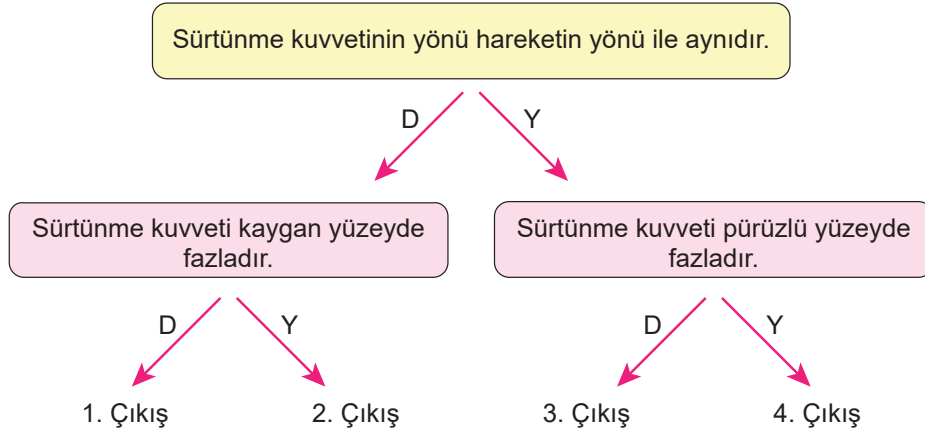 Sürtünme kuvvetinin yönü hareketin yönü ile aynıdır.
D
Y
Sürtünme kuvveti kaygan yüzeyde
fazladır.
Sürtünme kuvveti pürüzlü yüzeyde
fazladır.
D
Y
D
Y
1. Çıkış
2. Çıkış
3. Çıkış
4. Çıkış